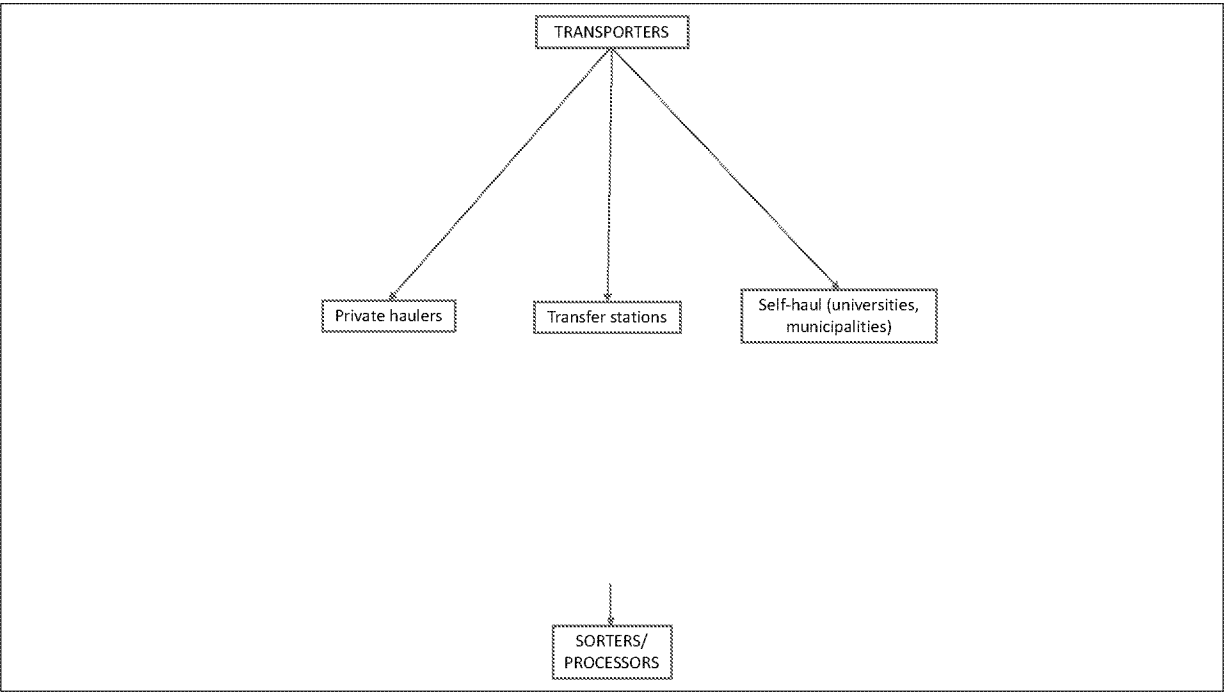 TRANSPORTERS
Private haulers
Transfer stations
Self-haul (universities,
municipalities)
SORTERS/
PROCESSORS